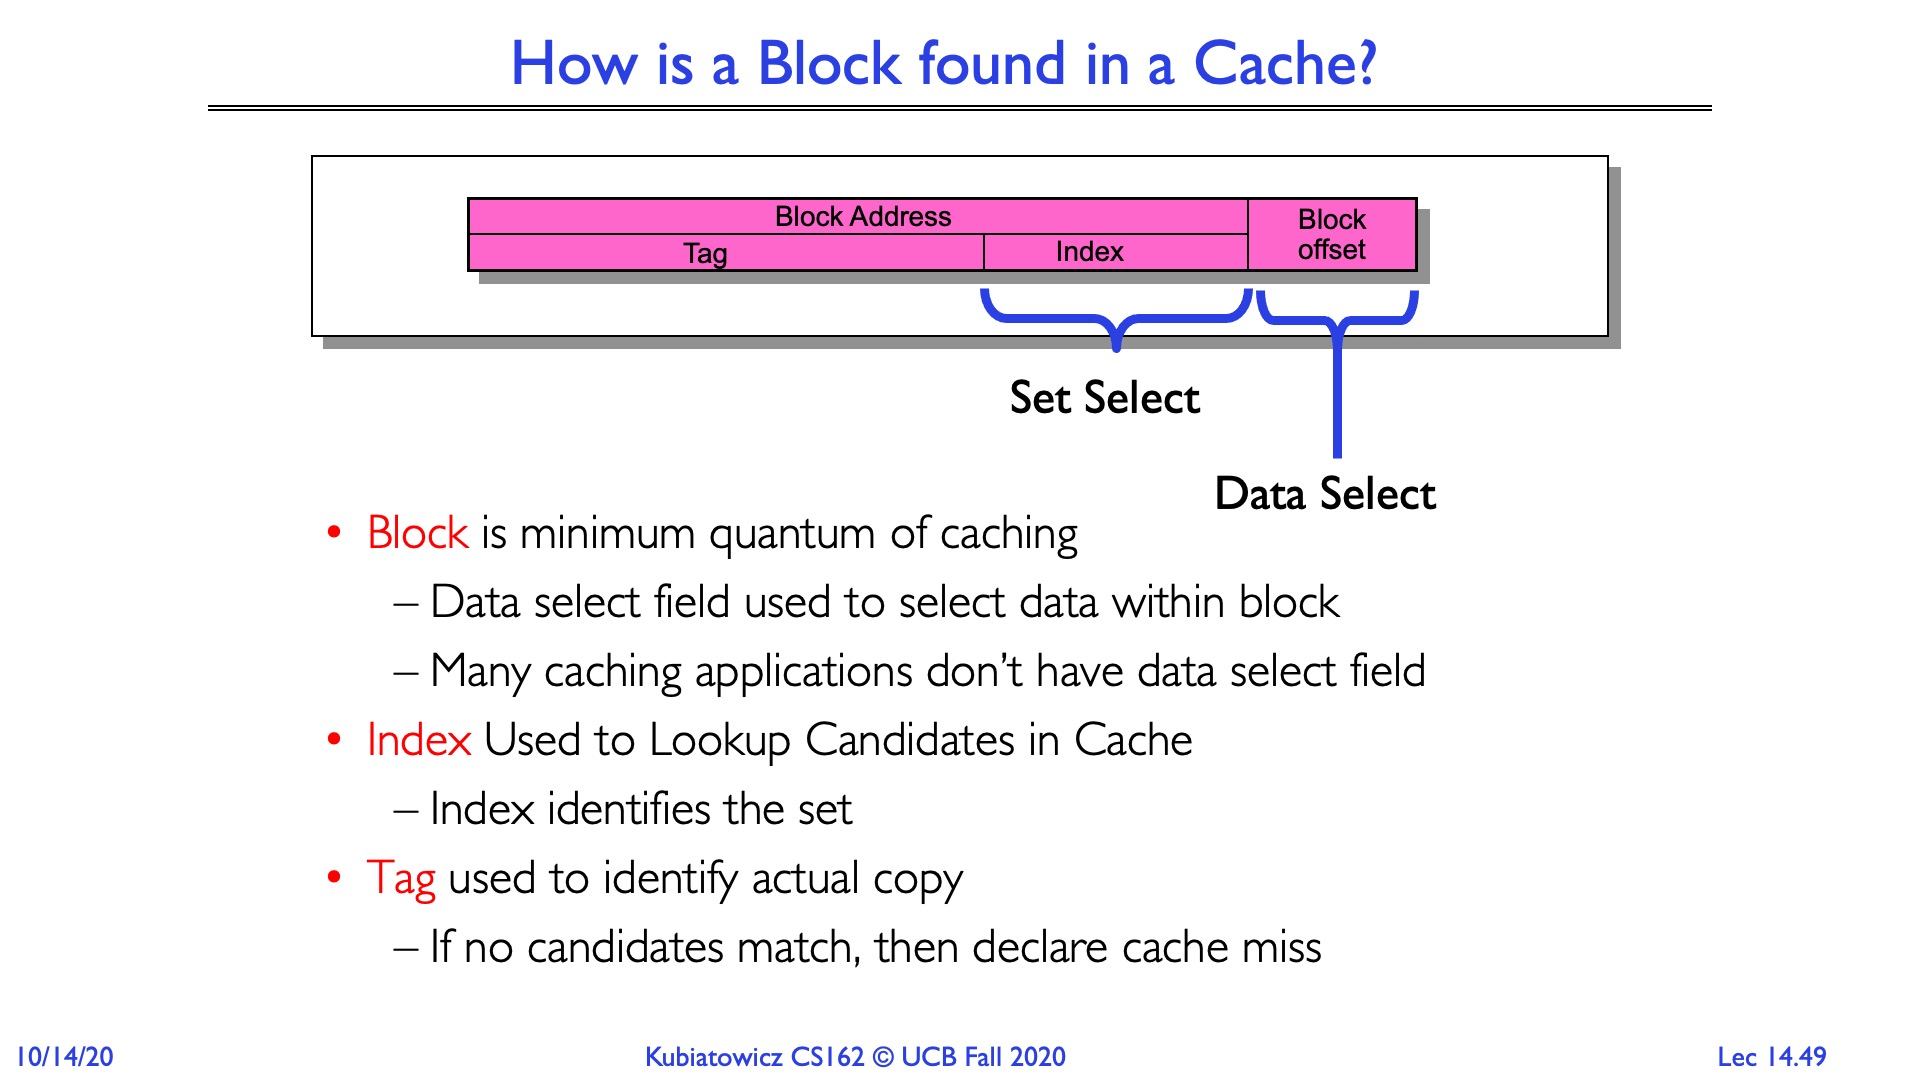 How is a Block found in a Cache?
Block Address
Block
offset
Tag
Index
Set Select
Data Select
• Block is minimum quantum of caching
– Data select field used to select data within block
– Many caching applications don’t have data select field
• Index Used to Lookup Candidates in Cache
– Index identifies the set
• Tag used to identify actual copy
– If no candidates match, then declare cache miss
10/14/20
Kubiatowicz CS162 © UCB Fall 2020
Lec 14.49